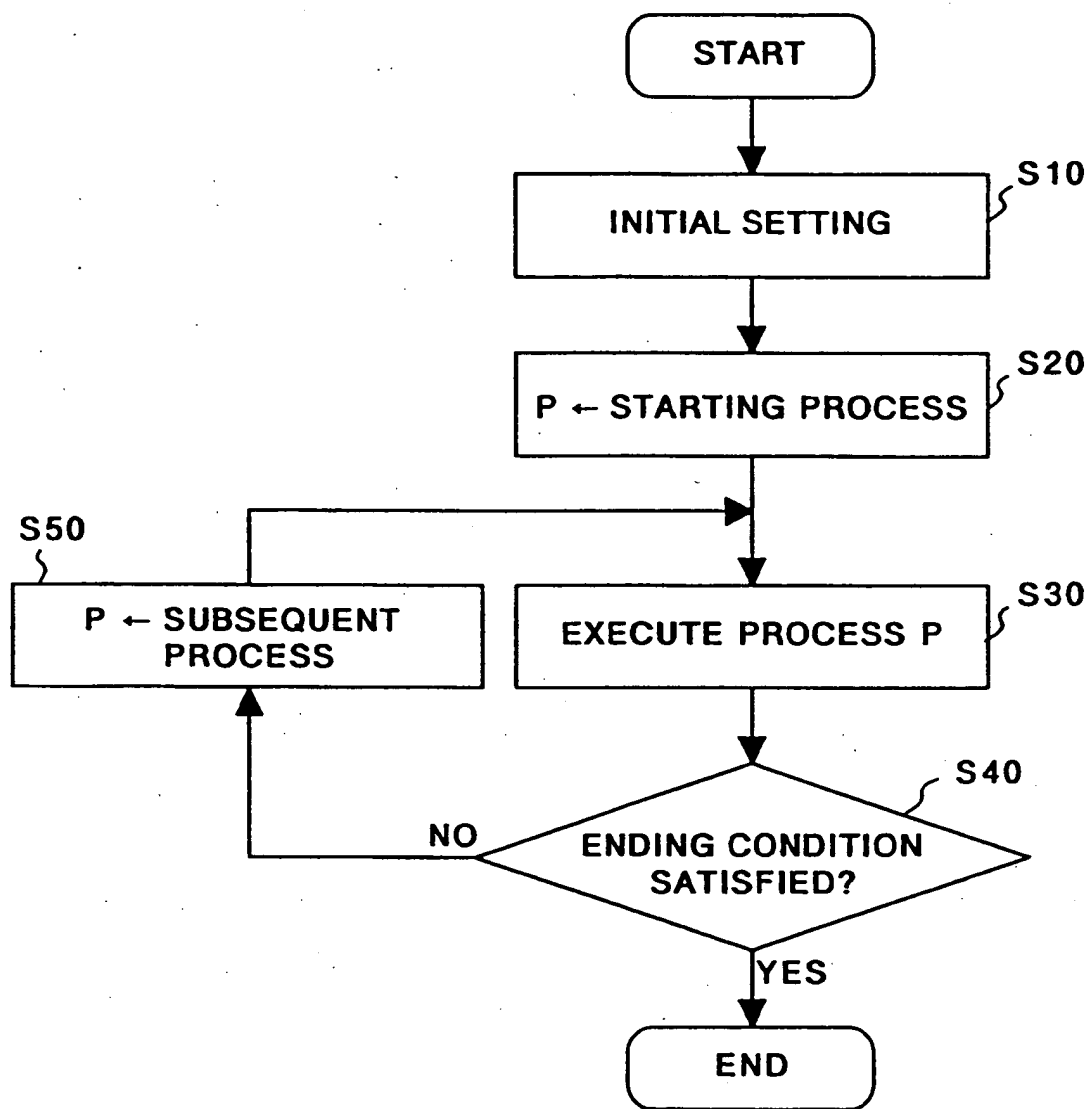 START
S10
INITIAL SETTING
S20
P ← STARTING PROCESS
S50
P ← SUBSEQUENT
PROCESS
S30
EXECUTE PROCESS P
S40
NO
ENDING CONDITION
SATISFIED?
YES
END